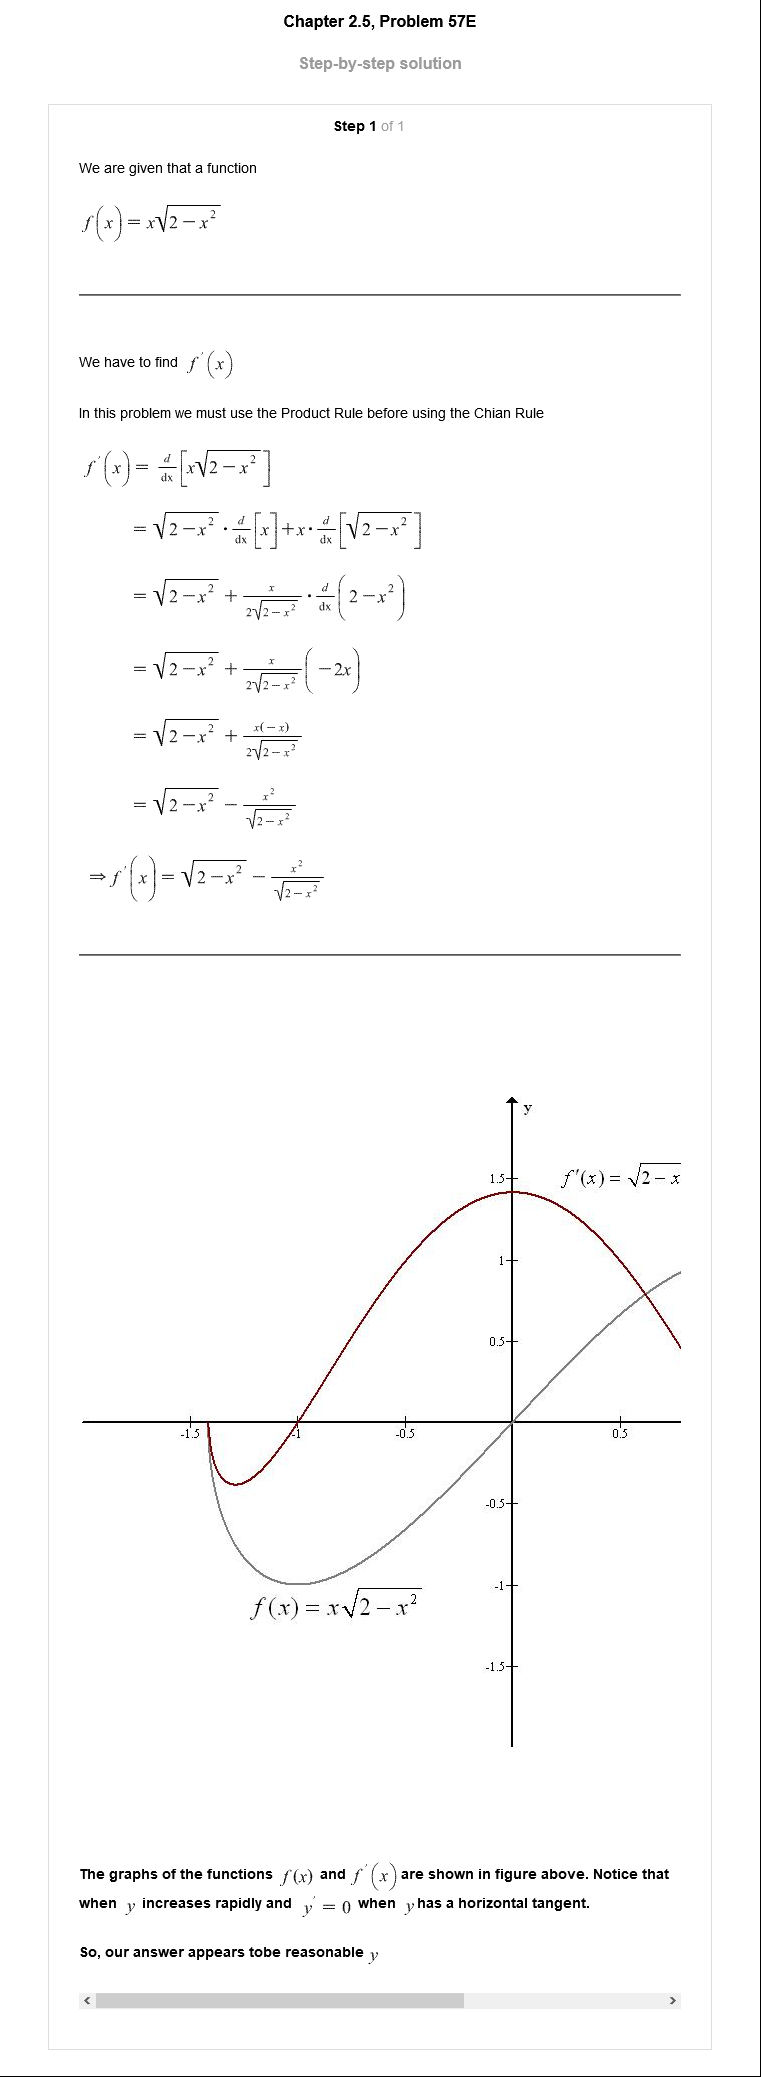 Chapter 2.5, Problem 57E
Step-by-step solution
Step 1 of 1
We are given that a function
f(x) = x√(2 − x²)
We have to find f′(x)
In this problem we must use the Product Rule before using the Chian Rule
f′(x) = d/dx [x√(2 − x²)]
= √(2 − x²) · d/dx [x] + x · d/dx [√(2 − x²)]
= √(2 − x²) + x/(2√(2 − x²)) · d/dx (2 − x²)
= √(2 − x²) + x/(2√(2 − x²)) (−2x)
= √(2 − x²) + x(−x)/(2√(2 − x²))
= √(2 − x²) − x²/√(2 − x²)
⇒ f′(x) = √(2 − x²) − x²/√(2 − x²)
y
1.5
f′(x) = √2 − x
1
0.5
-1.5 -1 -0.5 0.5
-0.5
-1
f(x) = x√(2 − x²)
-1.5
The graphs of the functions f(x) and f′(x) are shown in figure above. Notice that
when y increases rapidly and y′ = 0 when y has a horizontal tangent.
So, our answer appears tobe reasonable y